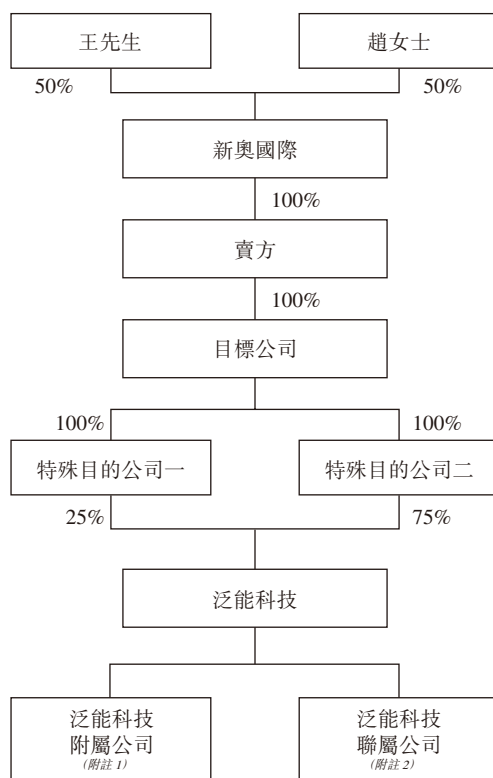 王先生
趙女士
50%
50%
新奧國際
100%
賣方
100%
目標公司
100%
100%
特殊目的公司一
特殊目的公司二
25%
75%
泛能科技
泛能科技
附屬公司
(附註 1)
泛能科技
聯屬公司
(附註 2)